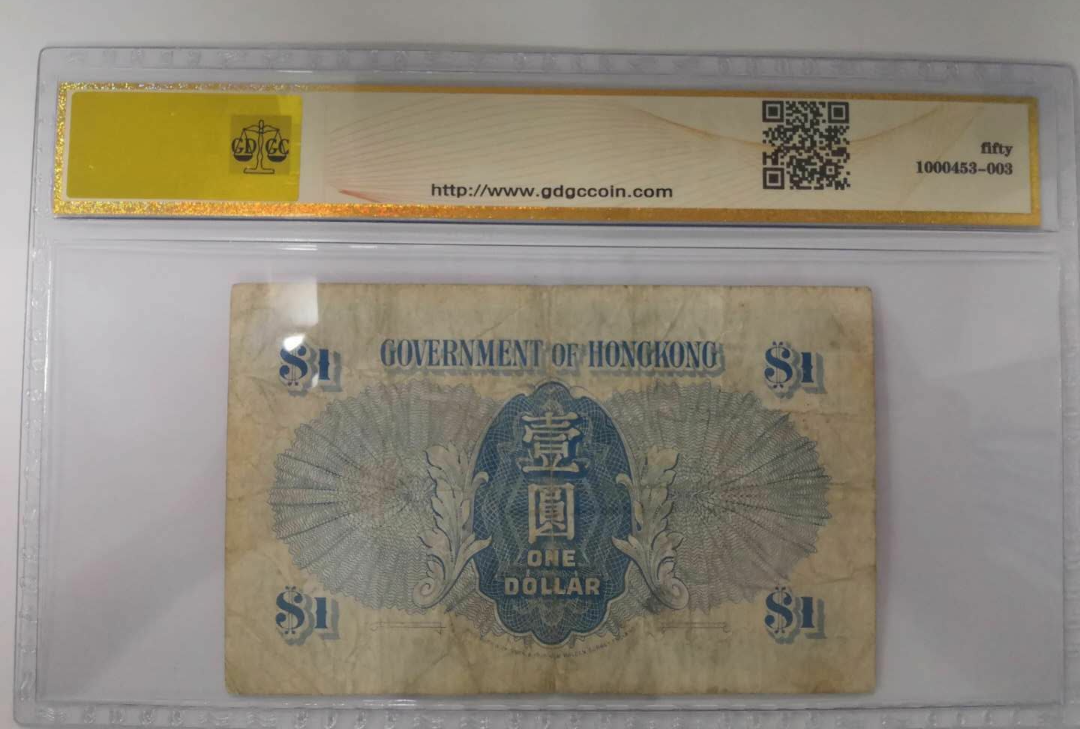 GDGC
http://www.gdgccoin.com
fifty
1000453-003
$1 GOVERNMENT OF HONGKONG $1
壹
圓
ONE
DOLLAR
$1 $1